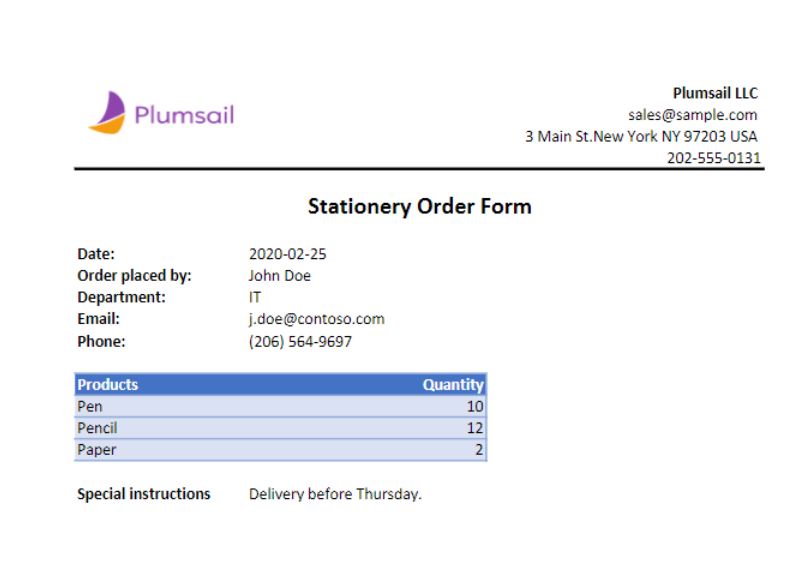 Plumsail
Plumsail LLC
sales@sample.com
3 Main St.New York NY 97203 USA
202-555-0131
Stationery Order Form
Date: 2020-02-25
Order placed by: John Doe
Department: IT
Email: j.doe@contoso.com
Phone: (206) 564-9697
Products Quantity
Pen 10
Pencil 12
Paper 2
Special instructions Delivery before Thursday.